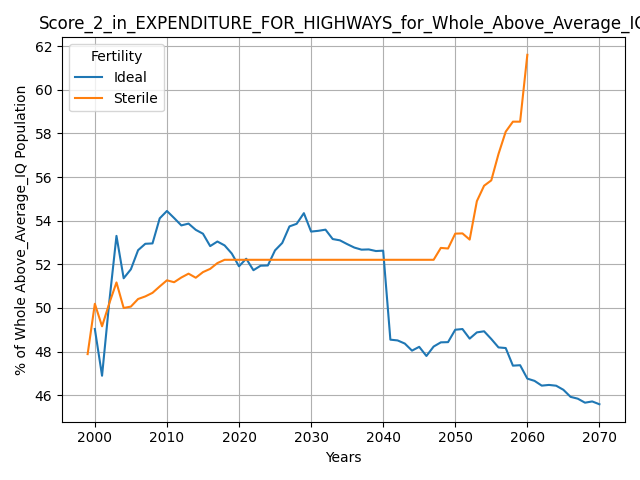 Score_2_in_EXPENDITURE_FOR_HIGHWAYS_for_Whole_Above_Average_IQ
Fertility
Ideal
Sterile
62
60
58
56
54
52
50
48
46
% of Whole Above_Average_IQ Population
2000 2010 2020 2030 2040 2050 2060 2070
Years